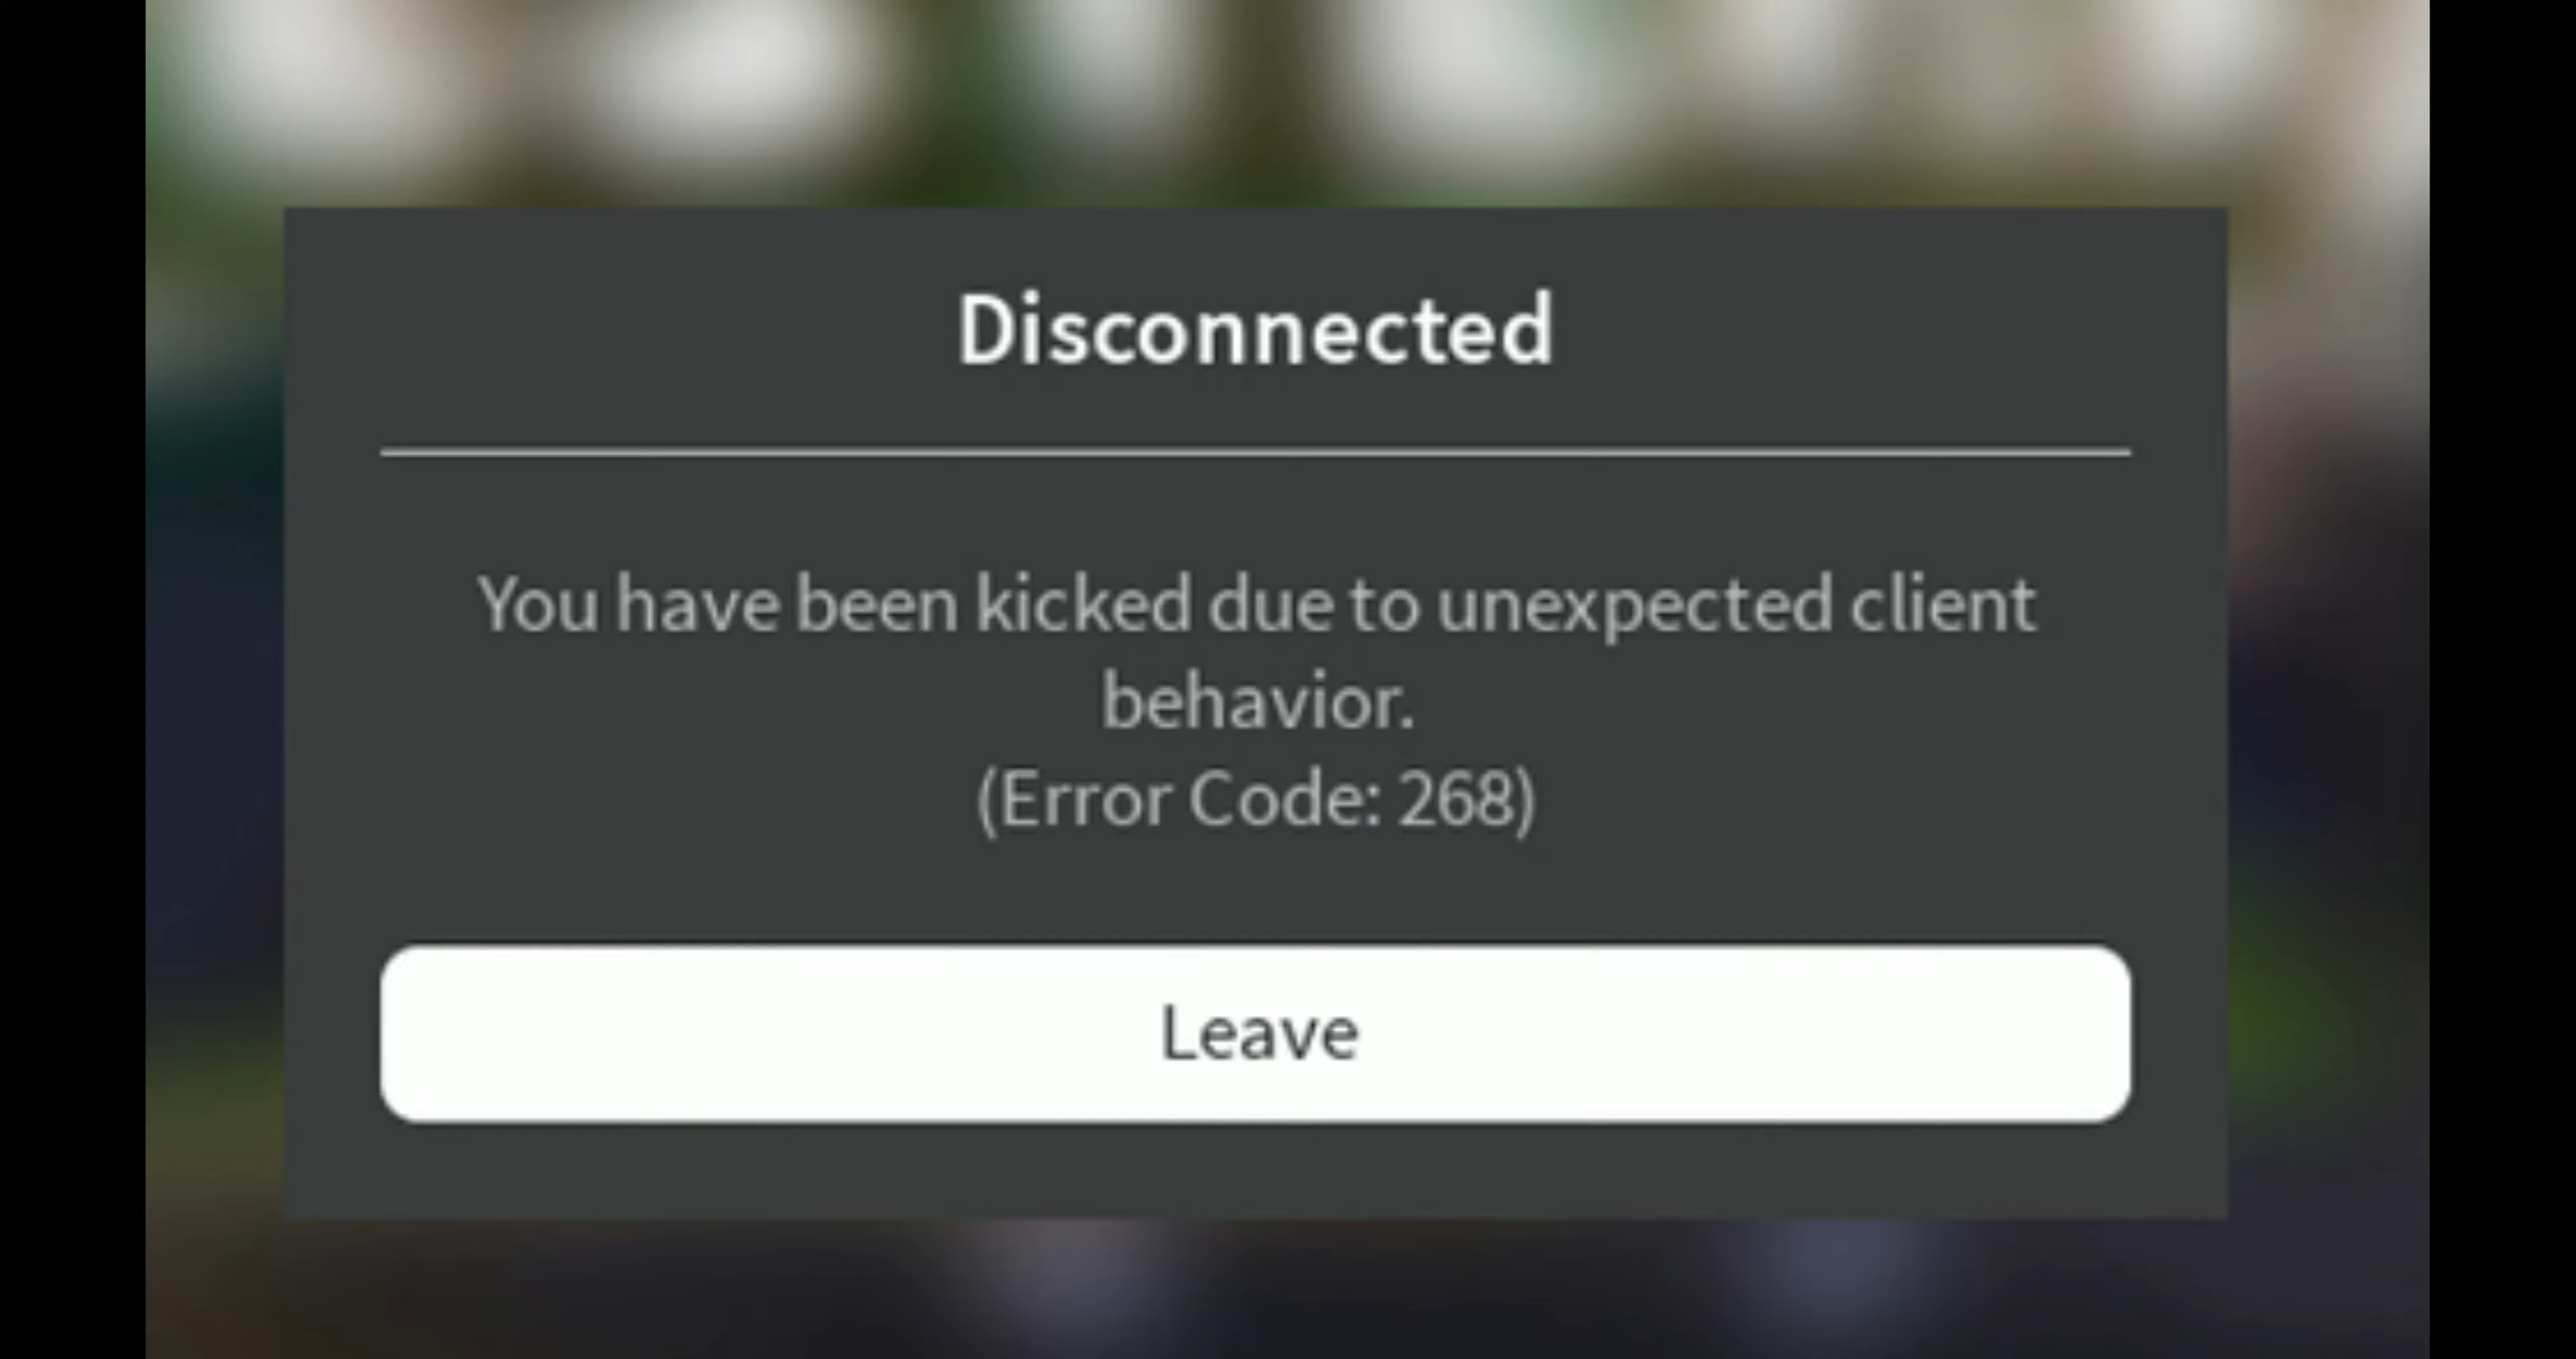 Disconnected
You have been kicked due to unexpected client
behavior.
(Error Code: 268)
Leave